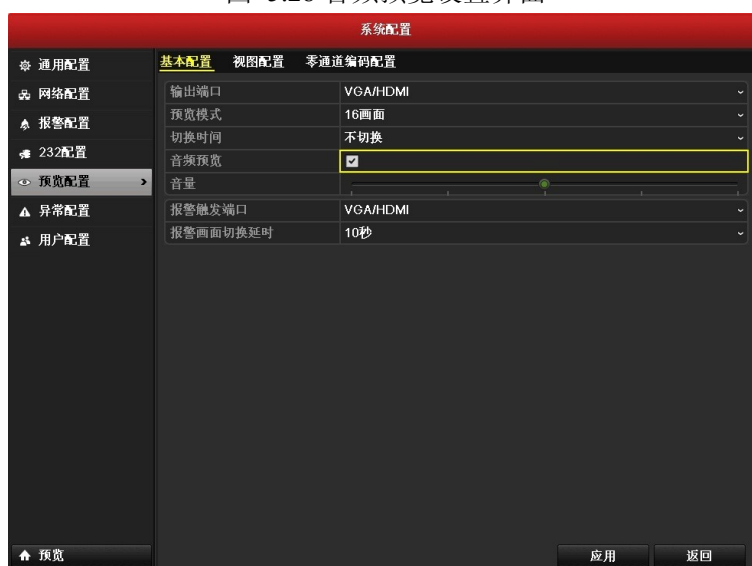 系统配置
通用配置
网络配置
报警配置
232配置
预览配置
异常配置
用户配置
预览
基本配置 视图配置 零通道编码配置
输出端口 VGA/HDMI
预览模式 16画面
切换时间 不切换
音频预览
音量
报警触发端口 VGA/HDMI
报警画面切换延时 10秒
应用 返回